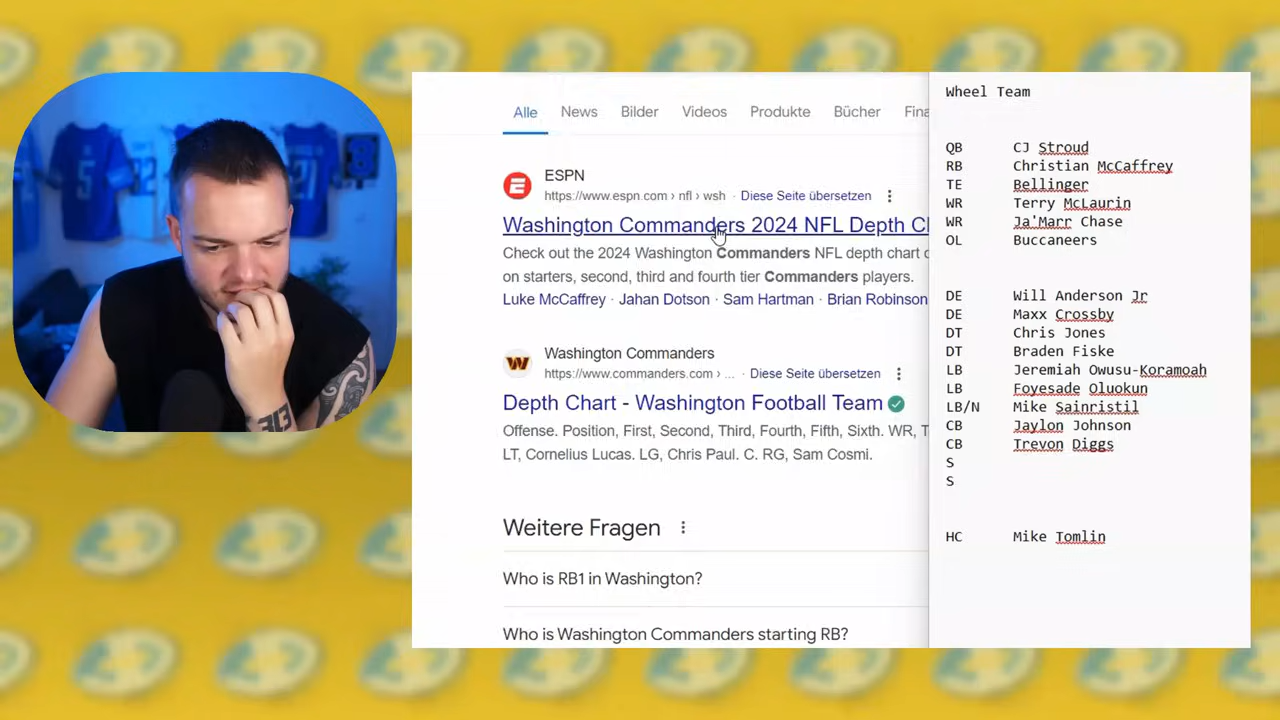 Alle News Bilder Videos Produkte Bücher Fina
ESPN
https://www.espn.com › nfl › wsh · Diese Seite übersetzen
Washington Commanders 2024 NFL Depth Ch
Check out the 2024 Washington Commanders NFL depth chart
on starters, second, third and fourth tier Commanders players.
Luke McCaffrey · Jahan Dotson · Sam Hartman · Brian Robinson
W
Washington Commanders
https://www.commanders.com › ... · Diese Seite übersetzen
Depth Chart - Washington Football Team
Offense. Position, First, Second, Third, Fourth, Fifth, Sixth. WR, T
LT, Cornelius Lucas. LG, Chris Paul. C. RG, Sam Cosmi.
Weitere Fragen
Who is RB1 in Washington?
Who is Washington Commanders starting RB?
Wheel Team
QB CJ Stroud
RB Christian McCaffrey
TE Bellinger
WR Terry McLaurin
WR Ja'Marr Chase
OL Buccaneers
DE Will Anderson Jr
DE Maxx Crossby
DT Chris Jones
DT Braden Fiske
LB Jeremiah Owusu-Koramoah
LB Foyesade Oluokun
LB/N Mike Sainristil
CB Jaylon Johnson
CB Trevon Diggs
S
S
HC Mike Tomlin
5
21